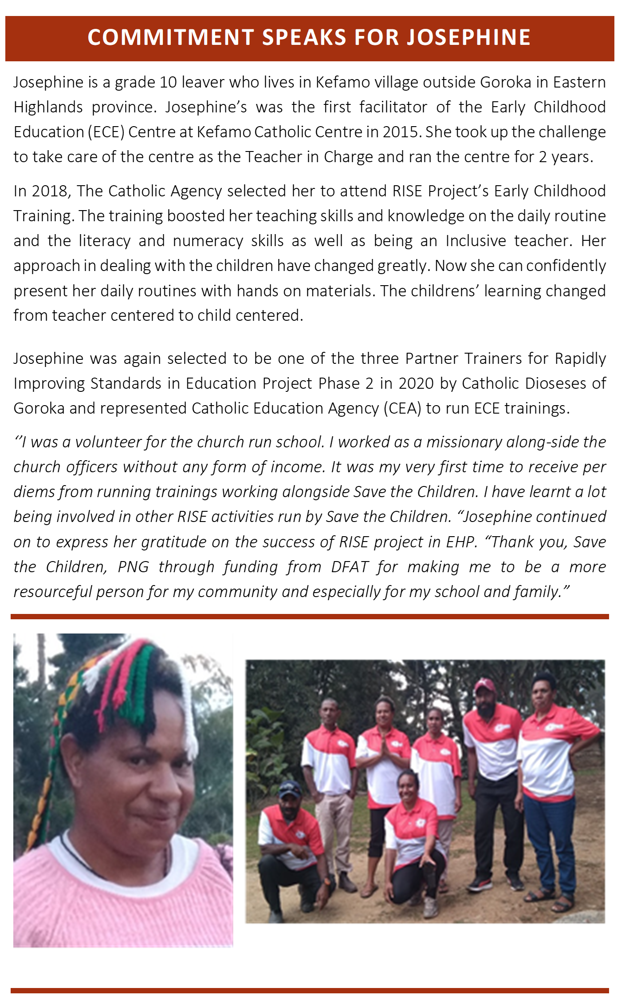 COMMITMENT SPEAKS FOR JOSEPHINE
Josephine is a grade 10 leaver who lives in Kefamo village outside Goroka in Eastern
Highlands province. Josephine’s was the first facilitator of the Early Childhood
Education (ECE) Centre at Kefamo Catholic Centre in 2015. She took up the challenge
to take care of the centre as the Teacher in Charge and ran the centre for 2 years.
In 2018, The Catholic Agency selected her to attend RISE Project’s Early Childhood
Training. The training boosted her teaching skills and knowledge on the daily routine
and the literacy and numeracy skills as well as being an Inclusive teacher. Her
approach in dealing with the children have changed greatly. Now she can confidently
present her daily routines with hands on materials. The childrens’ learning changed
from teacher centered to child centered.
Josephine was again selected to be one of the three Partner Trainers for Rapidly
Improving Standards in Education Project Phase 2 in 2020 by Catholic Dioseses of
Goroka and represented Catholic Education Agency (CEA) to run ECE trainings.
‘’I was a volunteer for the church run school. I worked as a missionary along-side the
church officers without any form of income. It was my very first time to receive per
diems from running trainings working alongside Save the Children. I have learnt a lot
being involved in other RISE activities run by Save the Children. “Josephine continued
on to express her gratitude on the success of RISE project in EHP. “Thank you, Save
the Children, PNG through funding from DFAT for making me to be a more
resourceful person for my community and especially for my school and family.”